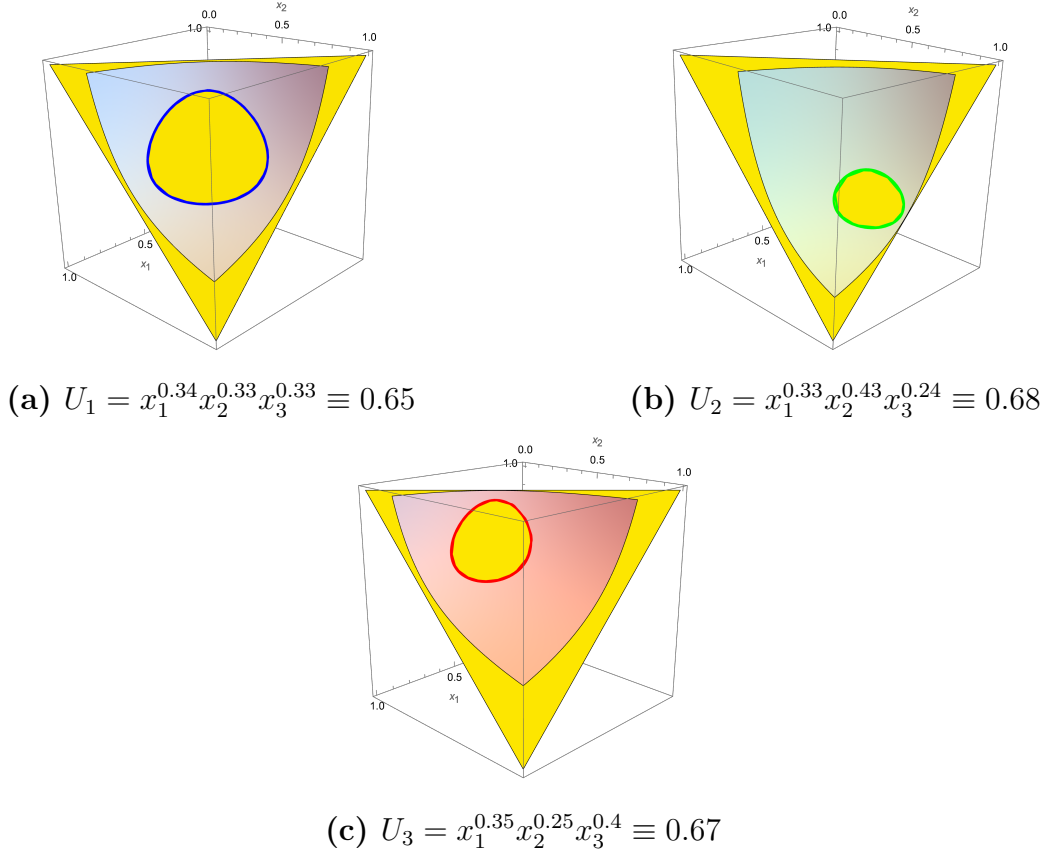 x₂
0.0
1.0
0.5
1.0
0.5
x₁
1.0
x₂
0.0
1.0
0.5
1.0
0.5
x₁
1.0
(a) U₁ = x₁^{0.34} x₂^{0.33} x₃^{0.33} ≡ 0.65
(b) U₂ = x₁^{0.33} x₂^{0.43} x₃^{0.24} ≡ 0.68
x₂
0.0
1.0
0.5
1.0
0.5
x₁
1.0
(c) U₃ = x₁^{0.35} x₂^{0.25} x₃^{0.4} ≡ 0.67